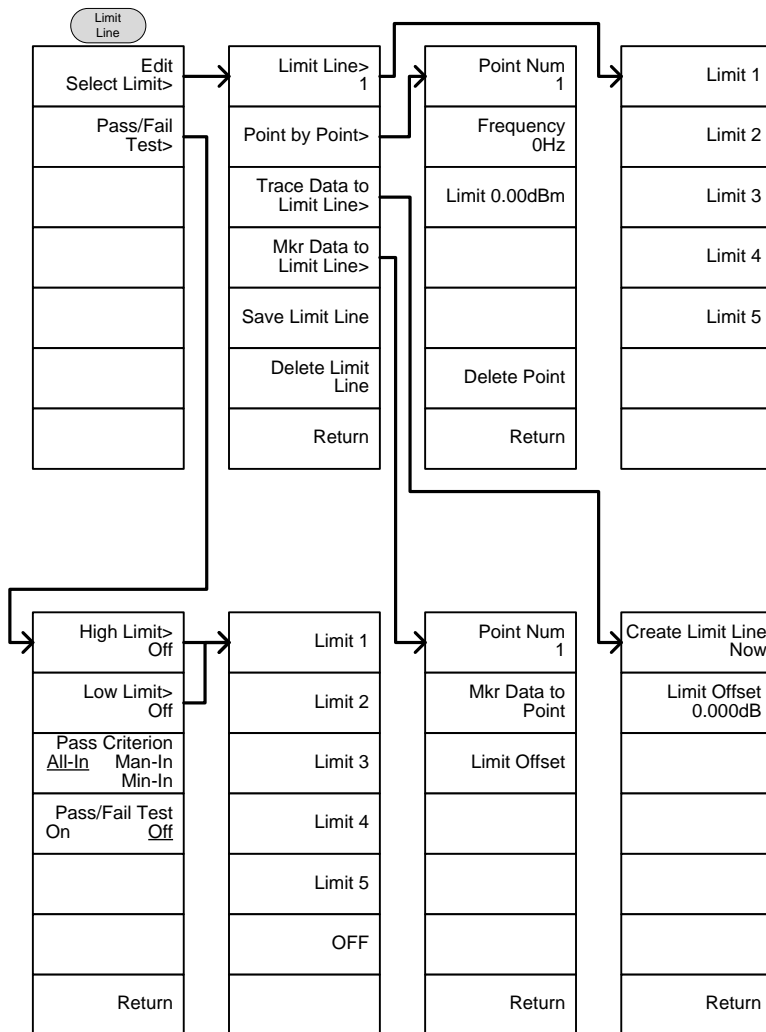 Limit
Line
Edit
Select Limit>
Pass/Fail
Test>
Limit Line>
1
Point by Point>
Trace Data to
Limit Line>
Mkr Data to
Limit Line>
Save Limit Line
Delete Limit
Line
Return
Point Num
1
Frequency
0Hz
Limit 0.00dBm
Delete Point
Return
Limit 1
Limit 2
Limit 3
Limit 4
Limit 5
High Limit>
Off
Low Limit>
Off
Pass Criterion
All-In Man-In
Min-In
Pass/Fail Test
On Off
Return
Limit 1
Limit 2
Limit 3
Limit 4
Limit 5
OFF
Point Num
1
Mkr Data to
Point
Limit Offset
Return
Create Limit Line
Now
Limit Offset
0.000dB
Return